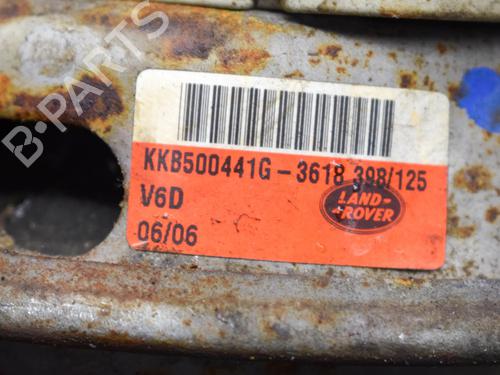 B-PARTS
KKB500441G-3618 398/125
V6D
LAND-
ROVER
06/06